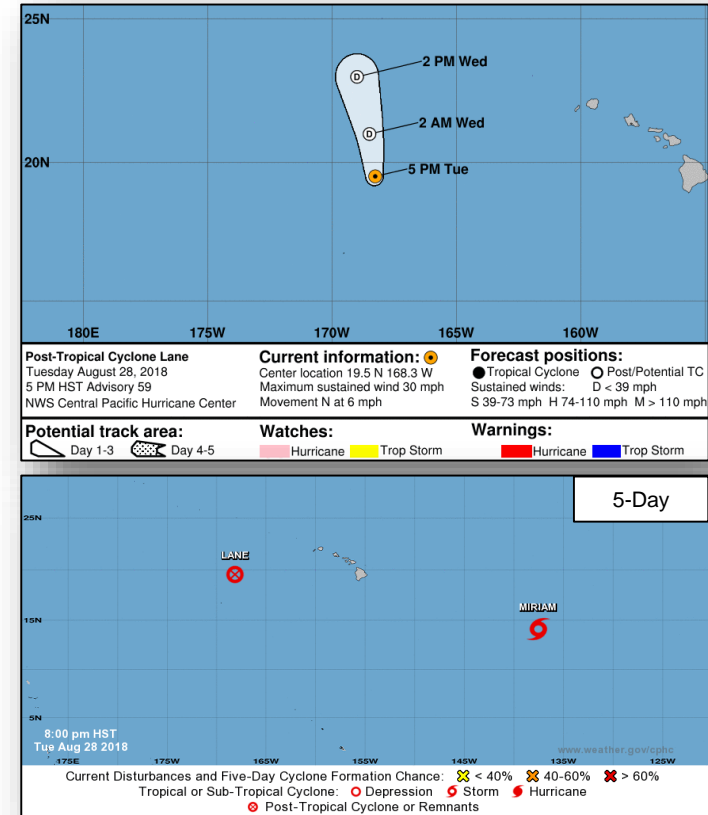 25N
2 PM Wed
D
2 AM Wed
D
20N
5 PM Tue
180E 175W 170W 165W 160W
Post-Tropical Cyclone Lane
Tuesday August 28, 2018
5 PM HST Advisory 59
NWS Central Pacific Hurricane Center
Current information:
Center location 19.5 N 168.3 W
Maximum sustained wind 30 mph
Movement N at 6 mph
Forecast positions:
Tropical Cyclone Post/Potential TC
Sustained winds: D < 39 mph
S 39-73 mph H 74-110 mph M > 110 mph
Potential track area:
Day 1-3 Day 4-5
Watches:
Hurricane Trop Storm
Warnings:
Hurricane Trop Storm
5-Day
25N
LANE
MIRIAM
15N
5N
8:00 pm HST
Tue Aug 28 2018
www.weather.gov/cphc
175E 175W 165W 155W 145W 135W 125W
Current Disturbances and Five-Day Cyclone Formation Chance: < 40% 40-60% > 60%
Tropical or Sub-Tropical Cyclone: Depression Storm Hurricane
Post-Tropical Cyclone or Remnants